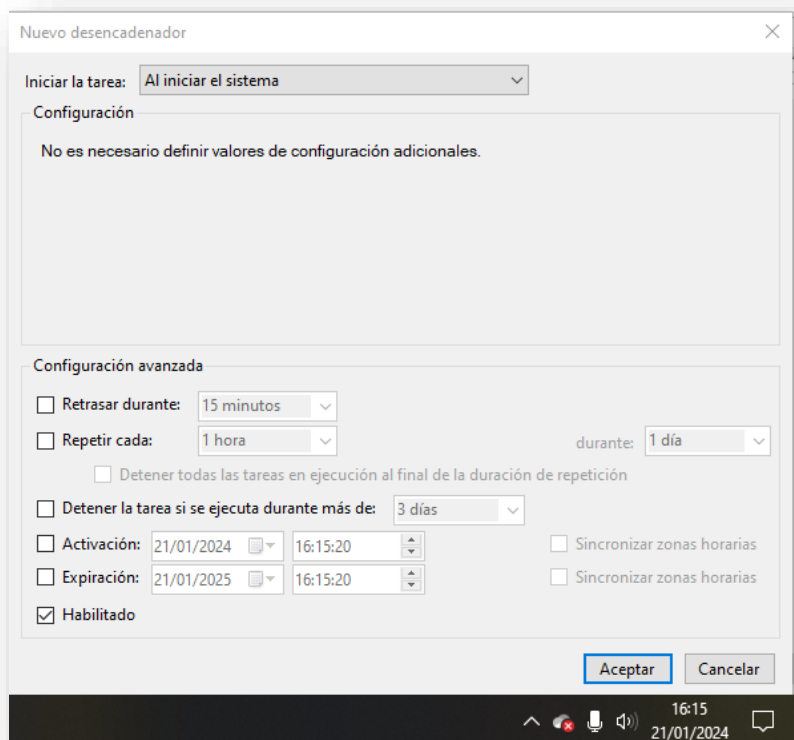 Nuevo desencadenador
Iniciar la tarea: Al iniciar el sistema
Configuración
No es necesario definir valores de configuración adicionales.
Configuración avanzada
Retrasar durante: 15 minutos
Repetir cada: 1 hora durante: 1 día
Detener todas las tareas en ejecución al final de la duración de repetición
Detener la tarea si se ejecuta durante más de: 3 días
Activación: 21/01/2024 16:15:20 Sincronizar zonas horarias
Expiración: 21/01/2025 16:15:20 Sincronizar zonas horarias
Habilitado
Aceptar Cancelar
16:15
21/01/2024